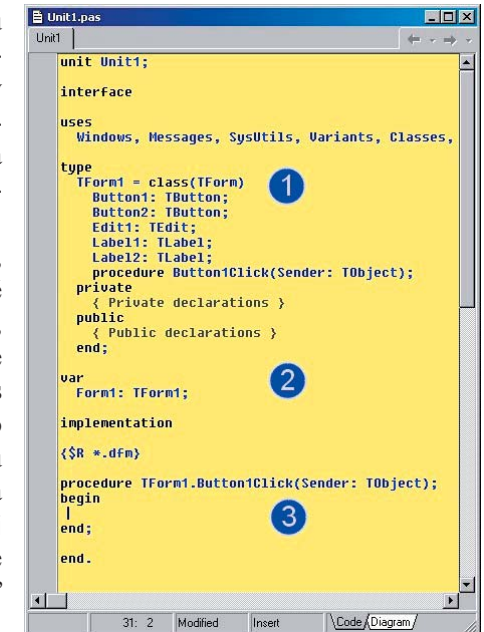 Unit1.pas
Unit1
unit Unit1;
interface
uses
Windows, Messages, SysUtils, Variants, Classes,
type
TForm1 = class(TForm)
1
Button1: TButton;
Button2: TButton;
Edit1: TEdit;
Label1: TLabel;
Label2: TLabel;
procedure Button1Click(Sender: TObject);
private
{ Private declarations }
public
{ Public declarations }
end;
var
2
Form1: TForm1;
implementation
{$R *.dfm}
procedure TForm1.Button1Click(Sender: TObject);
begin
3
end;
end.
31: 2 Modified Insert Code Diagram